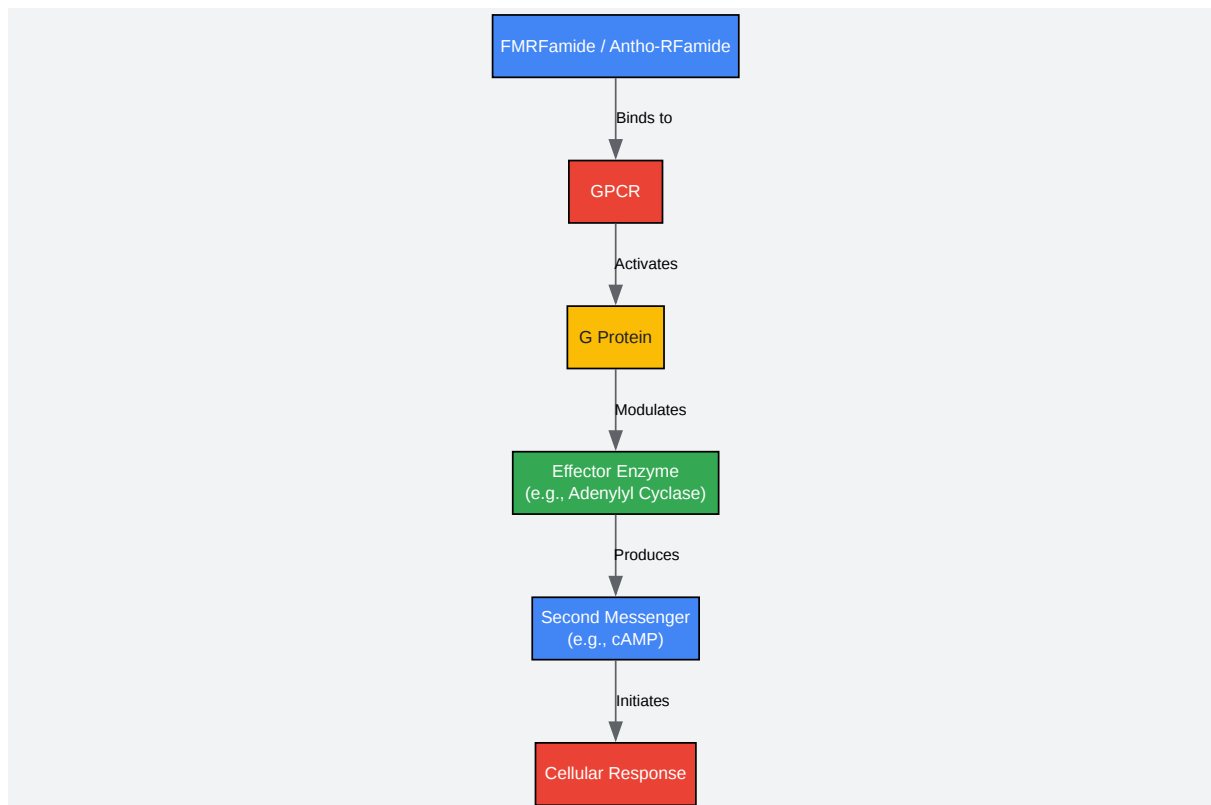 FMRFamide / Antho-RFamide
Binds to
GPCR
Activates
G Protein
Modulates
Effector Enzyme
(e.g., Adenylyl Cyclase)
Produces
Second Messenger
(e.g., cAMP)
Initiates
Cellular Response